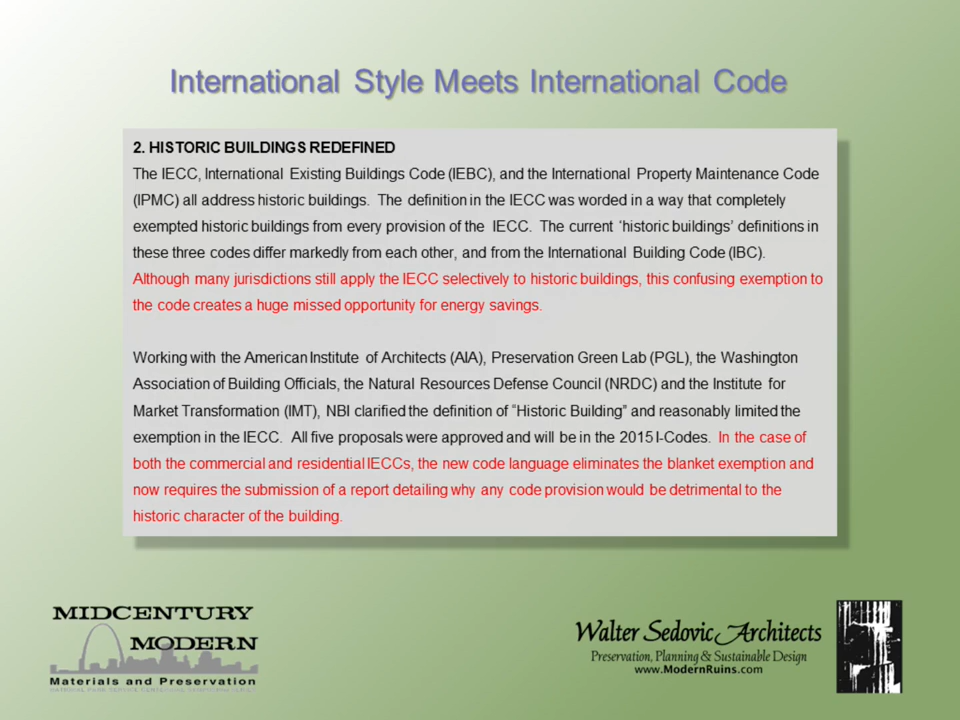 International Style Meets International Code
2. HISTORIC BUILDINGS REDEFINED
The IECC, International Existing Buildings Code (IEBC), and the International Property Maintenance Code
(IPMC) all address historic buildings. The definition in the IECC was worded in a way that completely
exempted historic buildings from every provision of the IECC. The current ‘historic buildings’ definitions in
these three codes differ markedly from each other, and from the International Building Code (IBC).
Although many jurisdictions still apply the IECC selectively to historic buildings, this confusing exemption to
the code creates a huge missed opportunity for energy savings.
Working with the American Institute of Architects (AIA), Preservation Green Lab (PGL), the Washington
Association of Building Officials, the Natural Resources Defense Council (NRDC) and the Institute for
Market Transformation (IMT), NBI clarified the definition of “Historic Building” and reasonably limited the
exemption in the IECC. All five proposals were approved and will be in the 2015 I-Codes. In the case of
both the commercial and residential IECCs, the new code language eliminates the blanket exemption and
now requires the submission of a report detailing why any code provision would be detrimental to the
historic character of the building.
MIDCENTURY
MODERN
Materials and Preservation
Walter Sedovic Architects
Preservation, Planning & Sustainable Design
www.ModernRuins.com